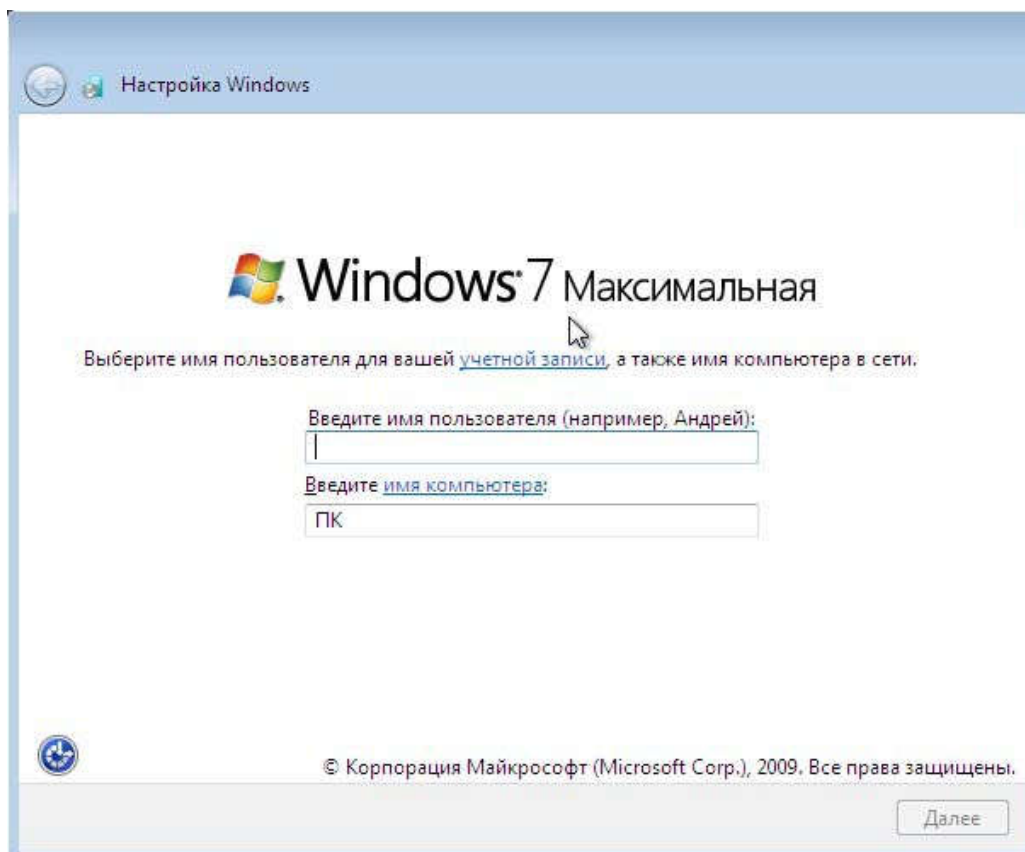 Настройка Windows
Windows 7 Максимальная
Выберите имя пользователя для вашей учетной записи, а также имя компьютера в сети.
Введите имя пользователя (например, Андрей):
Введите имя компьютера:
ПК
© Корпорация Майкрософт (Microsoft Corp.), 2009. Все права защищены.
Далее